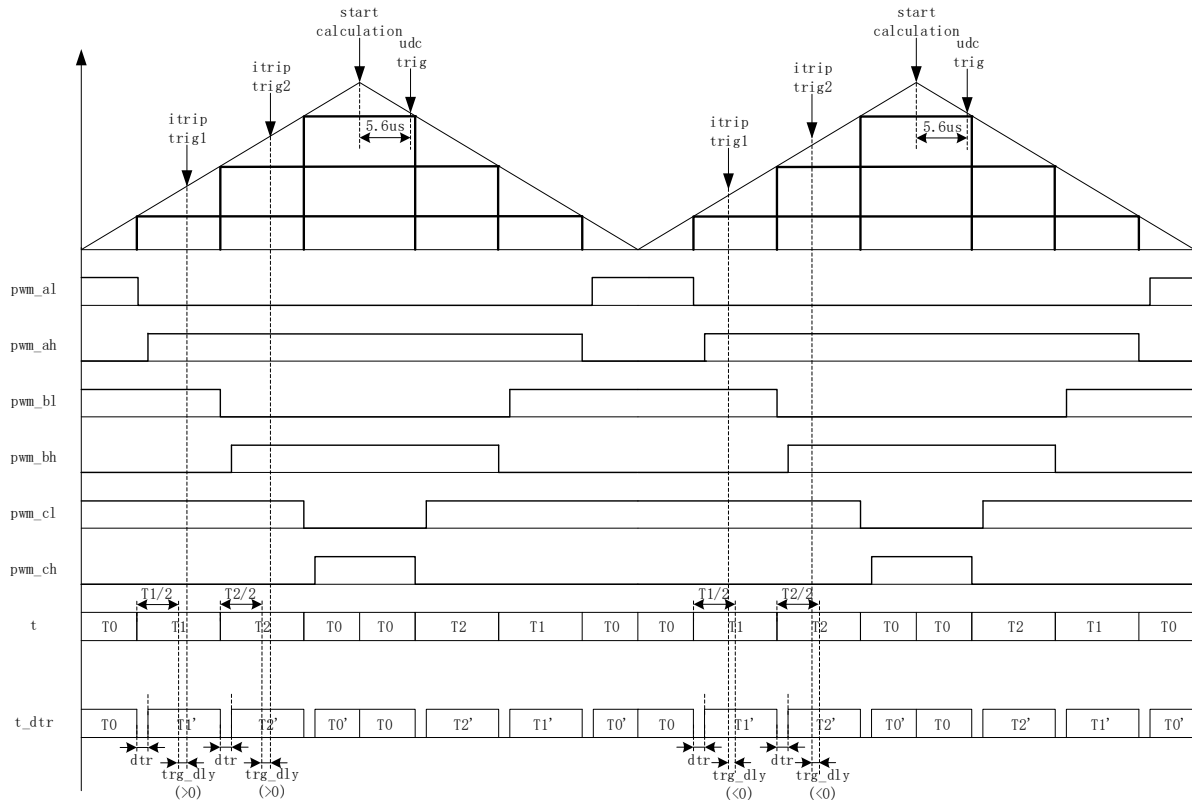 start
calculation
udc
trig
itrip
trig2
itrip
trig1
5.6us
start
calculation
udc
trig
itrip
trig2
itrip
trig1
5.6us
pwm_al
pwm_ah
pwm_bl
pwm_bh
pwm_cl
pwm_ch
T1/2 T2/2 T1/2 T2/2
t T0 T1 T2 T0 T0 T2 T1 T0 T0 T1 T2 T0 T0 T2 T1 T0
t_dtr T0 T1' T2' T0' T0 T2' T1' T0' T0 T1' T2' T0' T0 T2' T1' T0'
dtr dtr dtr dtr
trg_dly trg_dly trg_dly trg_dly
(>0) (>0) (<0) (<0)